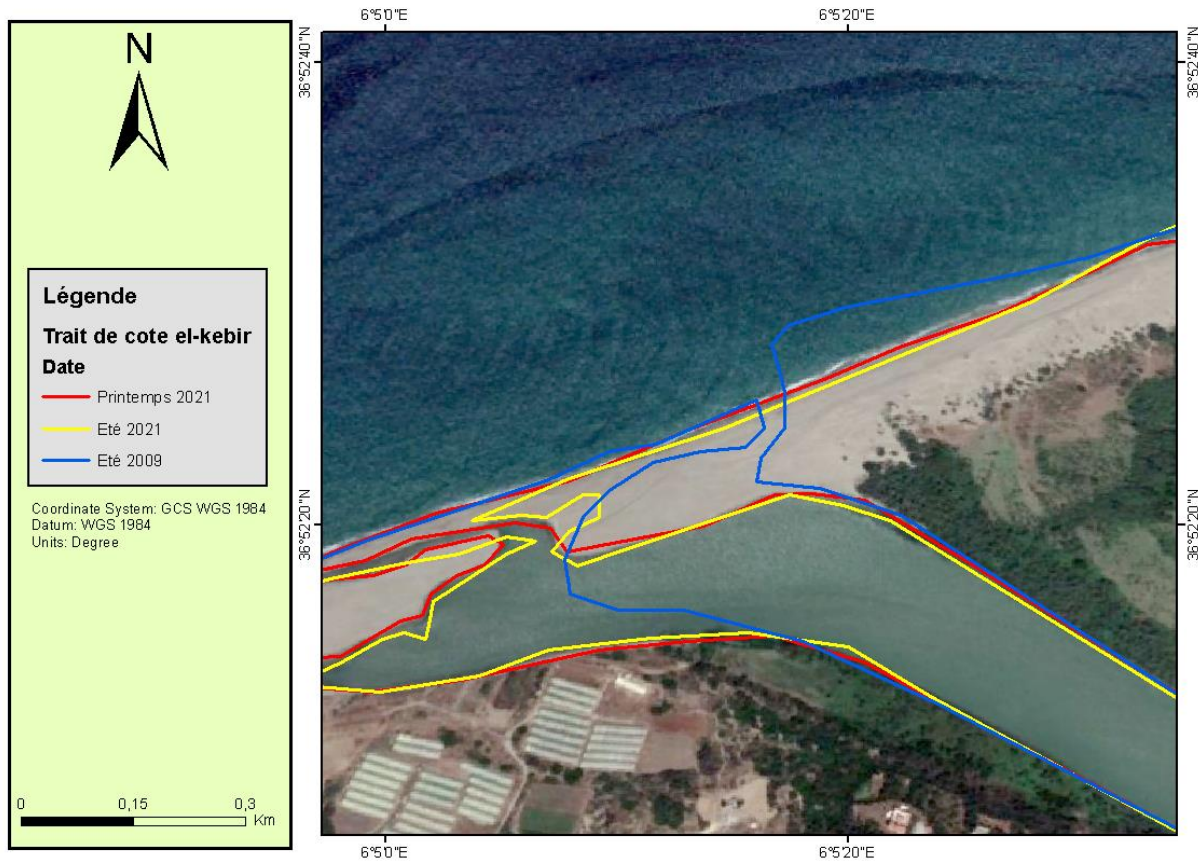 N
Légende
Trait de cote el-kebir
Date
Printemps 2021
Eté 2021
Eté 2009
Coordinate System: GCS WGS 1984
Datum: WGS 1984
Units: Degree
0 0,15 0,3
Km
6°5'0"E 6°5'20"E
36°52'40"N 36°52'40"N
36°52'20"N 36°52'20"N
6°5'0"E 6°5'20"E